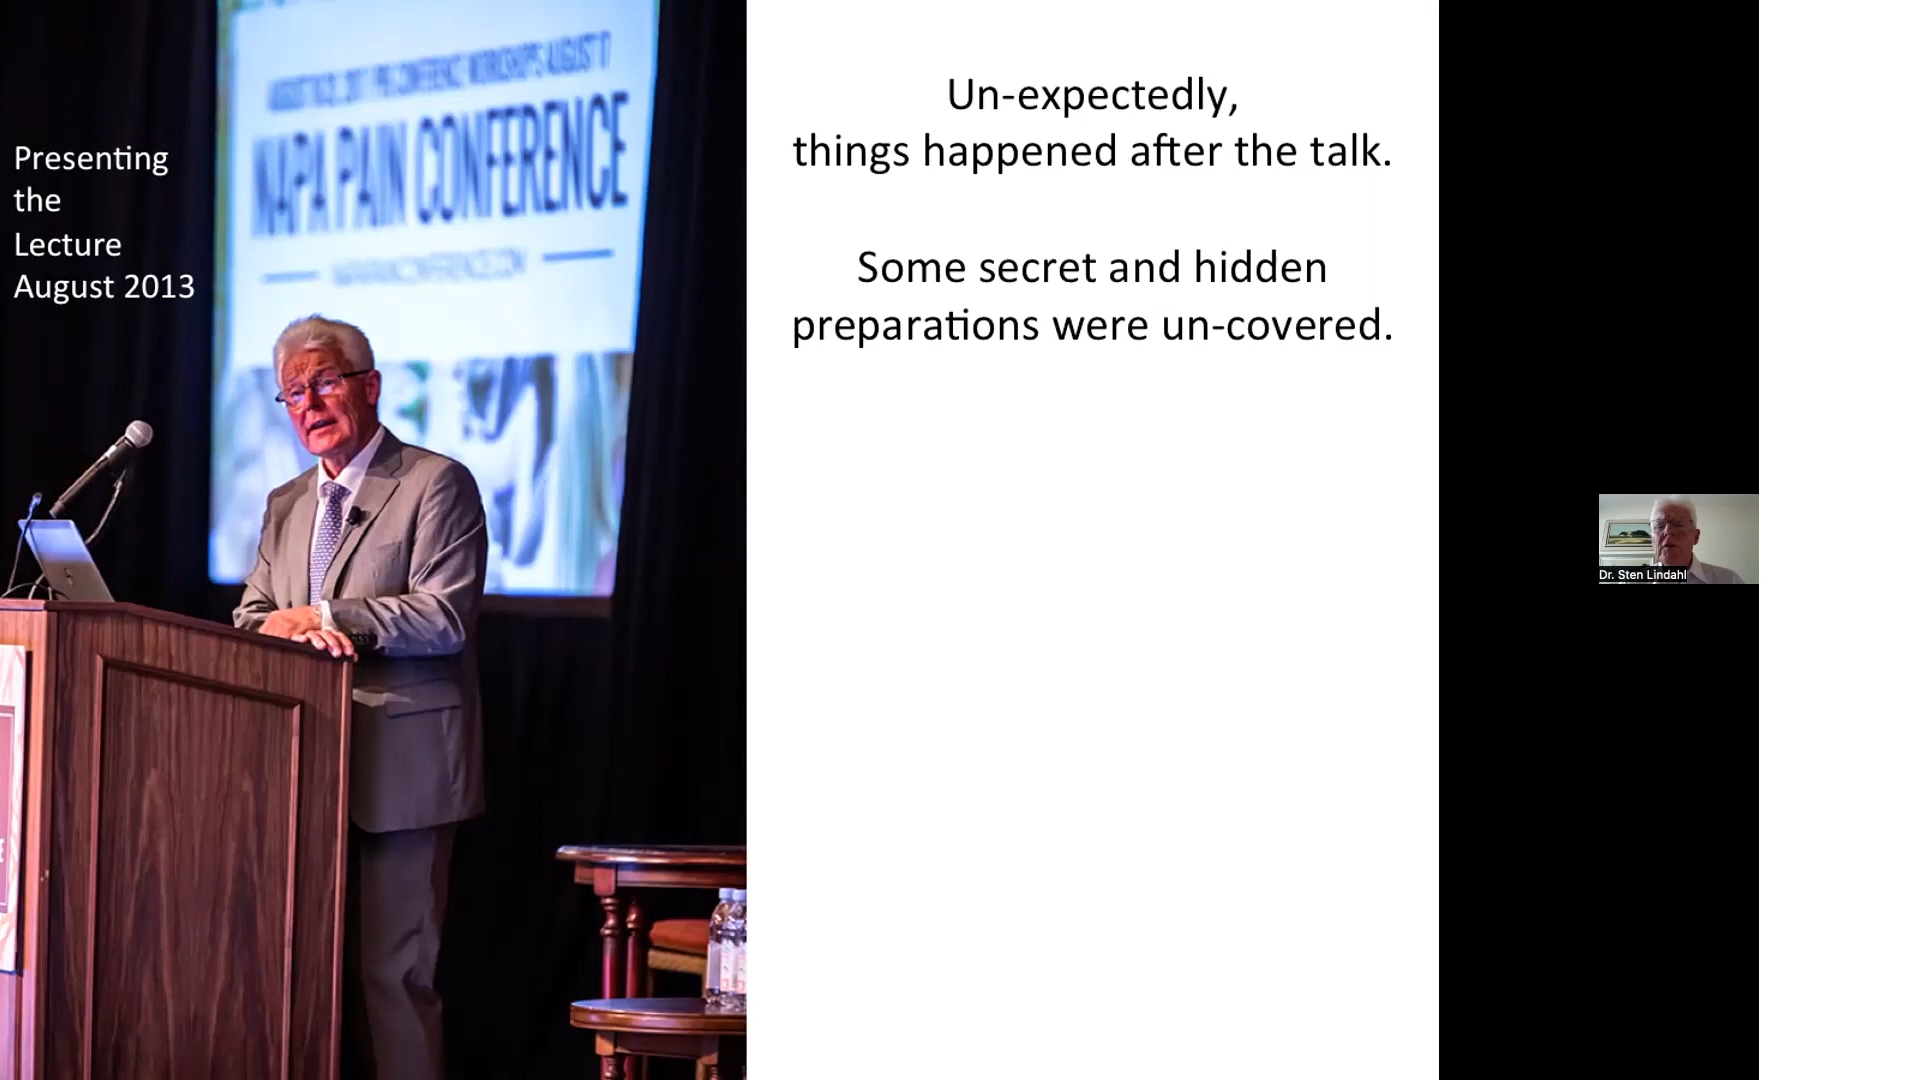 Presenting
the
Lecture
August 2013
NAPA PAIN CONFERENCE
Un-expectedly,
things happened after the talk.
Some secret and hidden
preparations were un-covered.
Dr. Sten Lindahl